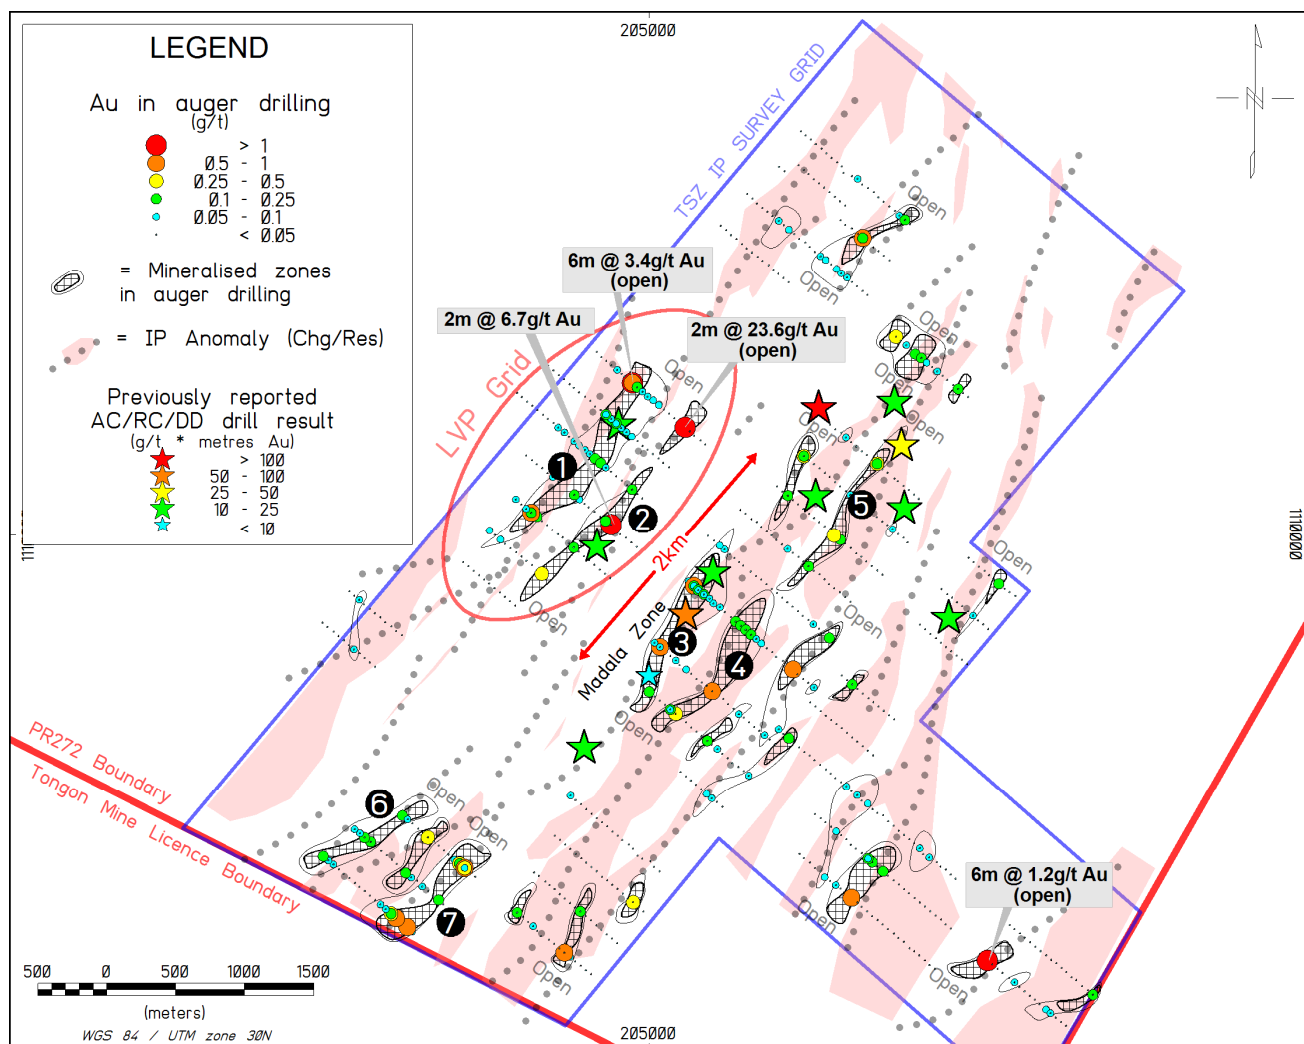 LEGEND
Au in auger drilling
(g/t)
> 1
0.5 - 1
0.25 - 0.5
0.1 - 0.25
0.05 - 0.1
< 0.05
= Mineralised zones
in auger drilling
= IP Anomaly (Chg/Res)
Previously reported
AC/RC/DD drill result
(g/t * metres Au)
> 100
50 - 100
25 - 50
10 - 25
< 10
205000
N
TSZ IP SURVEY GRID
Open
Open
6m @ 3.4g/t Au
(open)
2m @ 6.7g/t Au
2m @ 23.6g/t Au
(open)
LVP Grid
Open
Open
Open
Open
1
2
5
1110000
2km
Open
Open
Open
Madala Zone
3
4
Open
PR272 Boundary
Tongon Mine Licence Boundary
6
Open
Open
7
6m @ 1.2g/t Au
(open)
Open
Open
Open
500 0 500 1000 1500
(meters)
WGS 84 / UTM zone 30N
205000